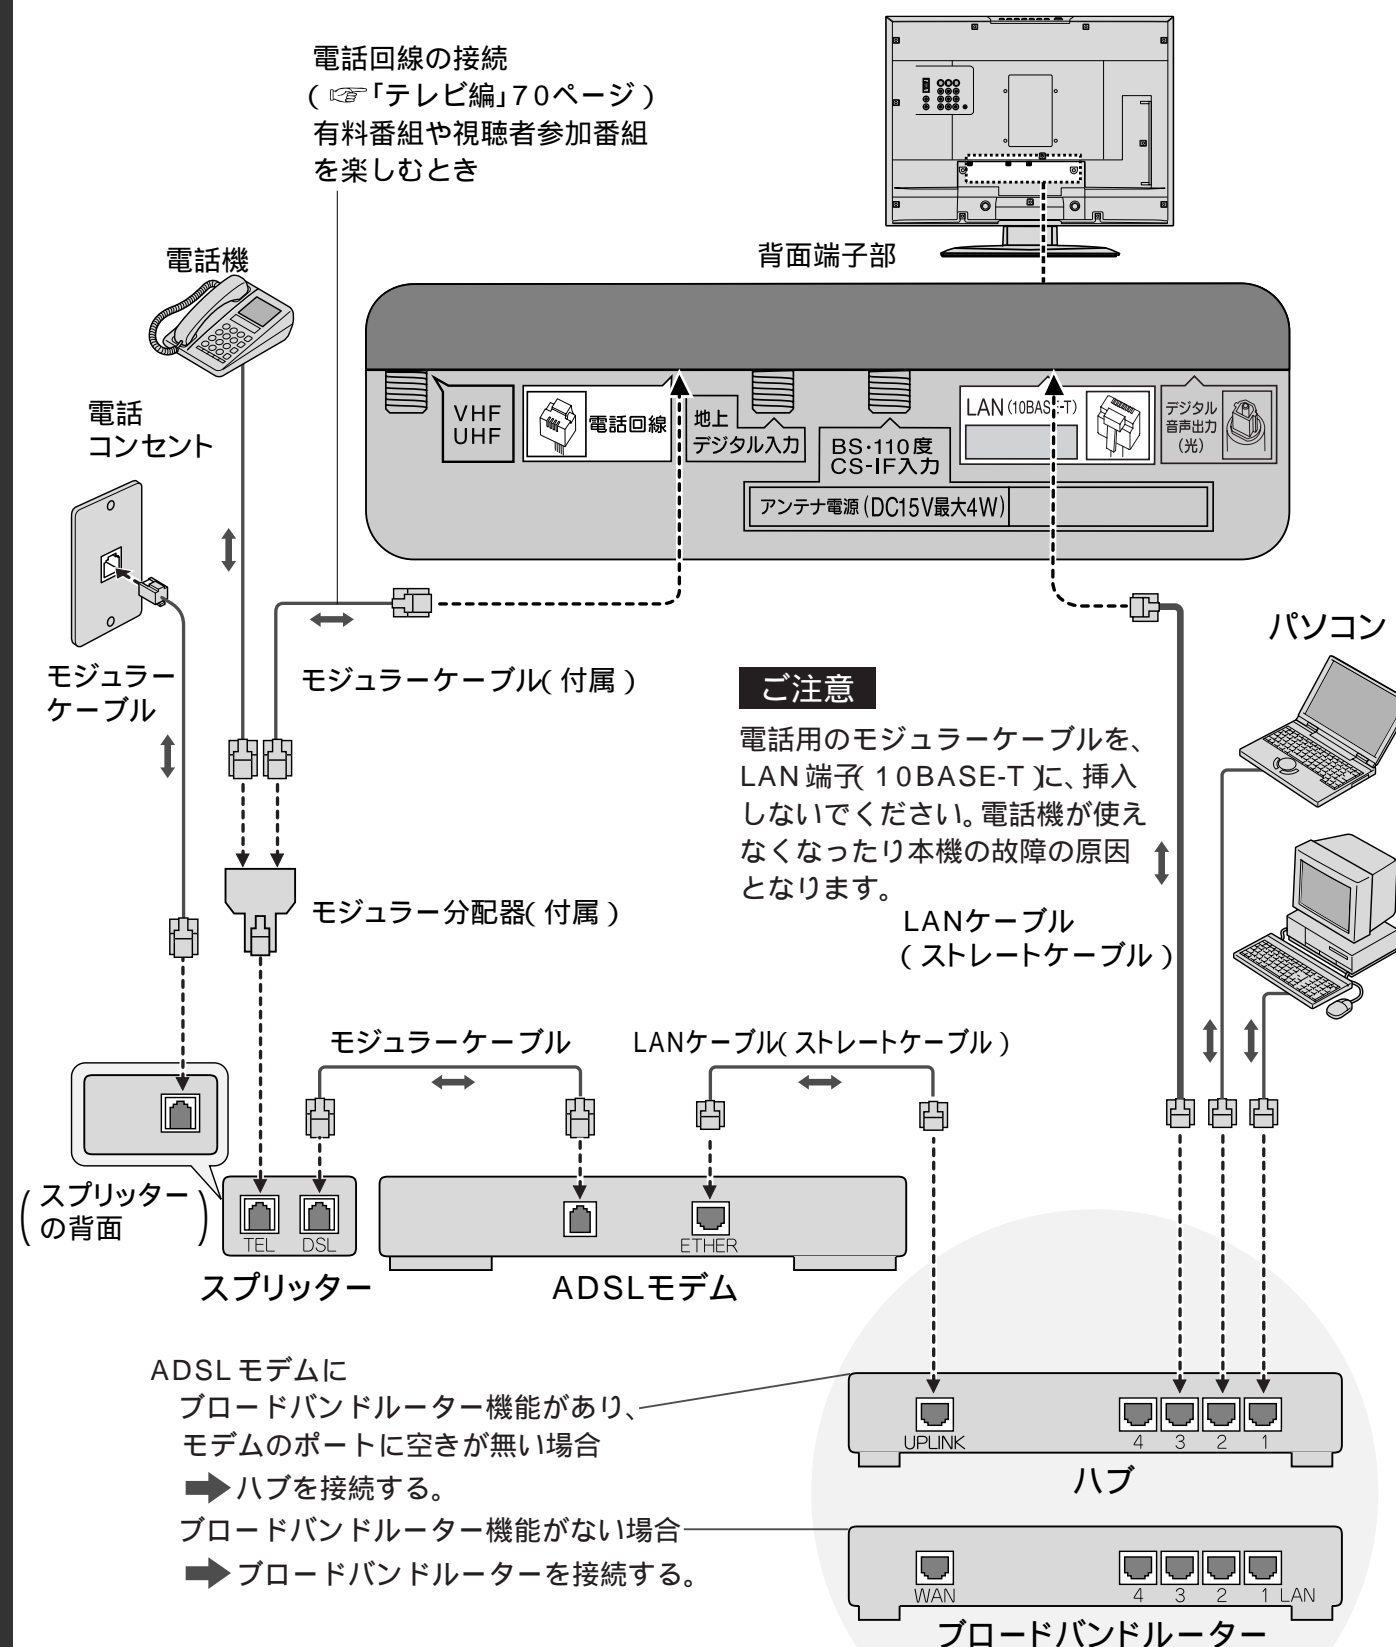 電話回線の接続
(☞「テレビ編」70ページ)
有料番組や視聴者参加番組
を楽しむとき
背面端子部
電話機
VHF
UHF
電話回線
地上
デジタル入力
BS·110度
CS-IF入力
LAN(10BASE-T)
デジタル
音声出力
(光)
アンテナ電源(DC15V最大4W)
電話
コンセント
モジュラー
ケーブル
モジュラーケーブル(付属)
パソコン
ご注意
電話用のモジュラーケーブルを、
LAN端子(10BASE-T)に、挿入
しないでください。電話機が使え
なくなったり本機の故障の原因
となります。
モジュラー分配器(付属)
LANケーブル
(ストレートケーブル)
モジュラーケーブル
LANケーブル(ストレートケーブル)
(スプリッター
の背面)
TEL
DSL
ETHER
スプリッター
ADSLモデム
ADSLモデムに
ブロードバンドルーター機能があり、
モデムのポートに空きが無い場合
➡ハブを接続する。
ブロードバンドルーター機能がない場合
➡ブロードバンドルーターを接続する。
UPLINK
4 3 2 1
ハブ
WAN
4 3 2 1 LAN
ブロードバンドルーター